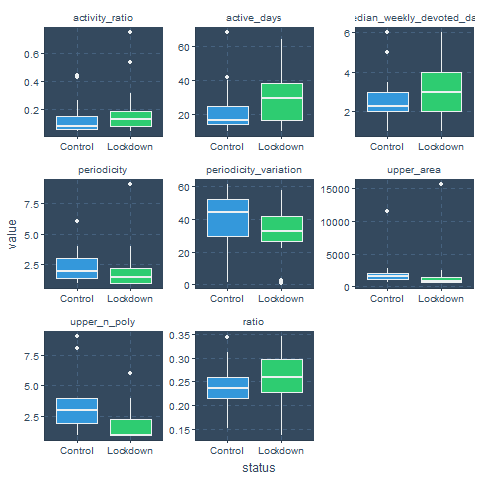 activity_ratio
active_days
edian_weekly_devoted_da
0.6
0.4
0.2
60
40
20
6
4
2
Control Lockdown
Control Lockdown
Control Lockdown
periodicity
periodicity_variation
upper_area
7.5
5.0
2.5
60
40
20
0
15000
10000
5000
0
Control Lockdown
Control Lockdown
Control Lockdown
upper_n_poly
ratio
7.5
5.0
2.5
0.35
0.30
0.25
0.20
0.15
Control Lockdown
Control Lockdown
value
status